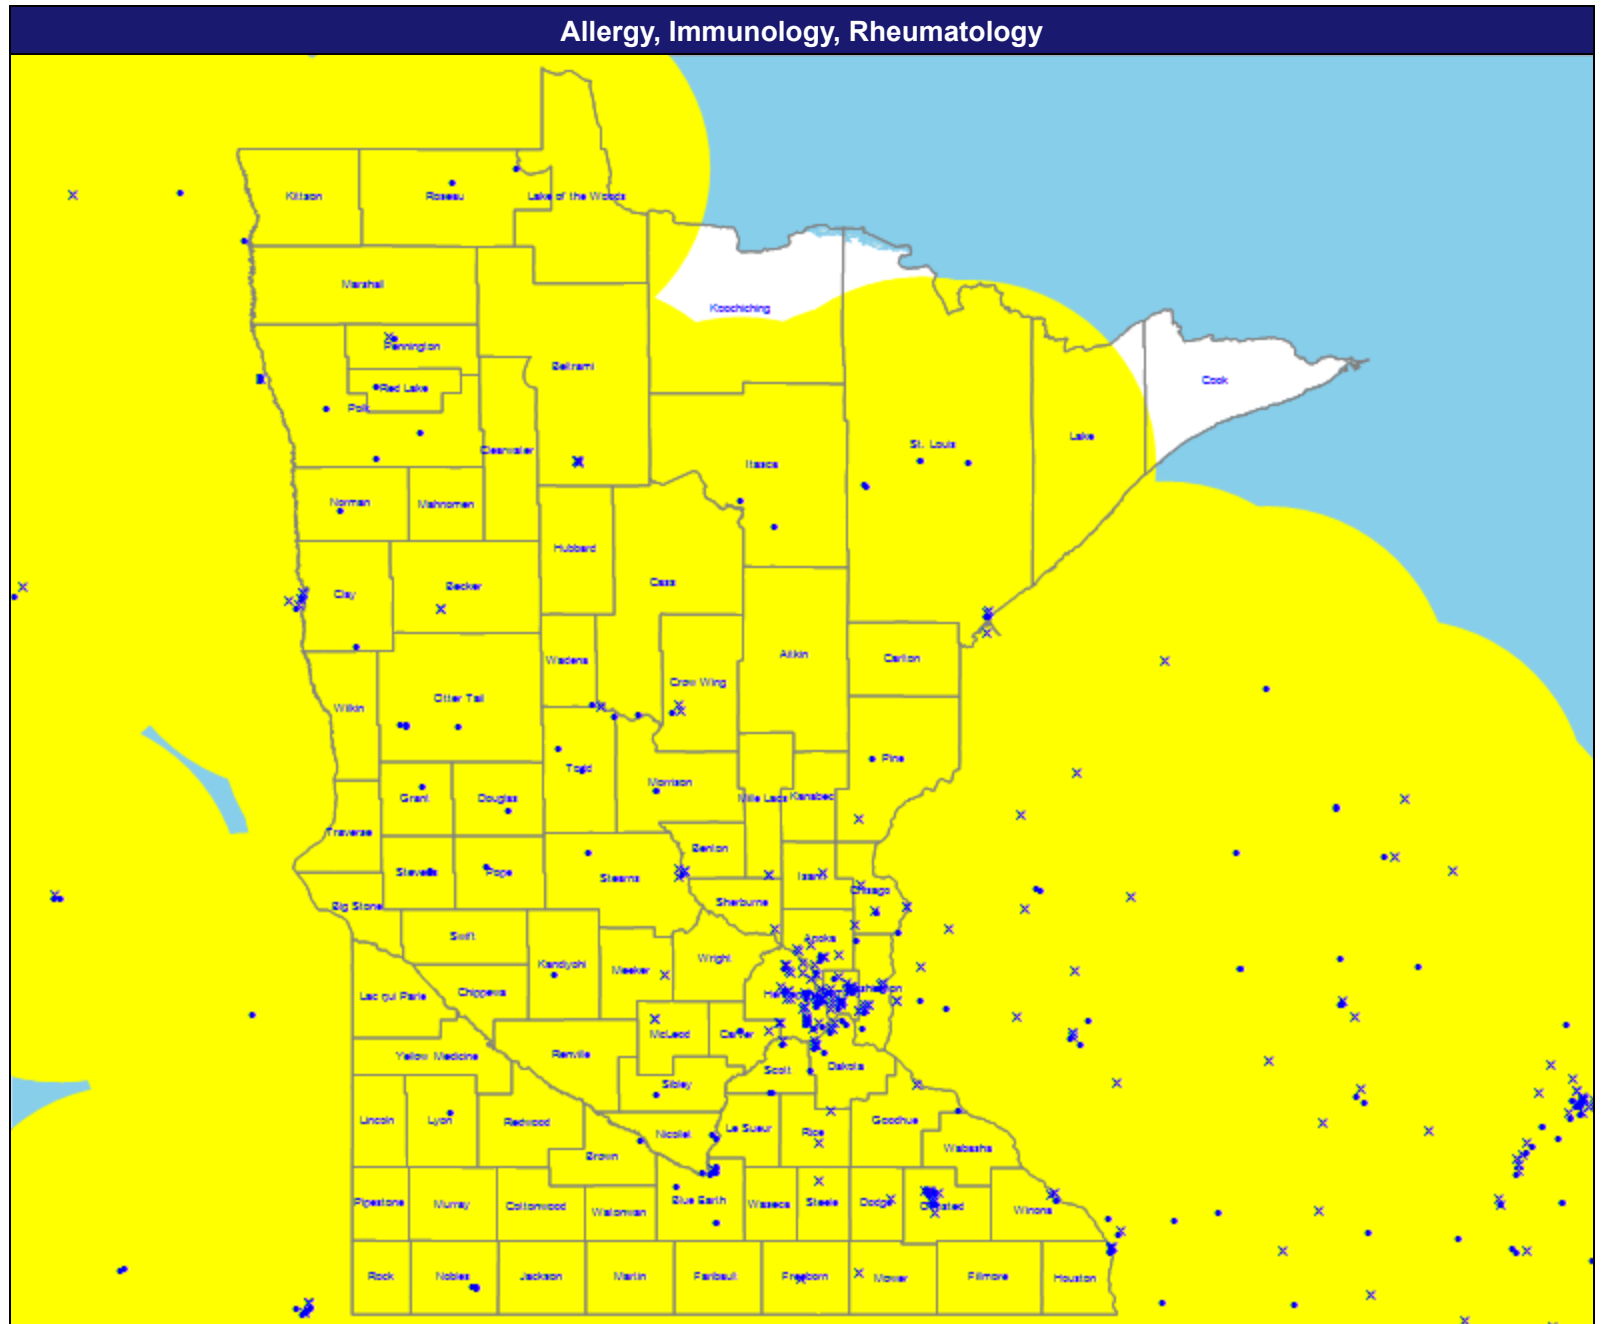 Allergy, Immunology, Rheumatology
Kittson
Roseau
Lake of the Woods
Marshall
Koochiching
Pennington
Beltrami
Red Lake
Cook
Polk
Lake
St. Louis
Clearwater
Itasca
Norman
Mahnomen
Hubbard
Cass
Clay
Becker
Aitkin
Carlton
Wadena
Crow Wing
Otter Tail
Wilkin
Pine
Todd
Morrison
Grant
Douglas
Mille Lacs
Kanabec
Traverse
Benton
Stevens
Pope
Stearns
Isanti
Chisago
Sherburne
Big Stone
Swift
Anoka
Wright
Kandiyohi
Meeker
Lac qui Parle
Chippewa
McLeod
Carver
Yellow Medicine
Renville
Scott
Dakota
Sibley
Lincoln
Lyon
Redwood
Le Sueur
Rice
Goodhue
Nicollet
Wabasha
Brown
Pipestone
Murray
Cottonwood
Watonwan
Blue Earth
Waseca
Steele
Dodge
Olmsted
Winona
Rock
Nobles
Jackson
Martin
Faribault
Freeborn
Mower
Fillmore
Houston